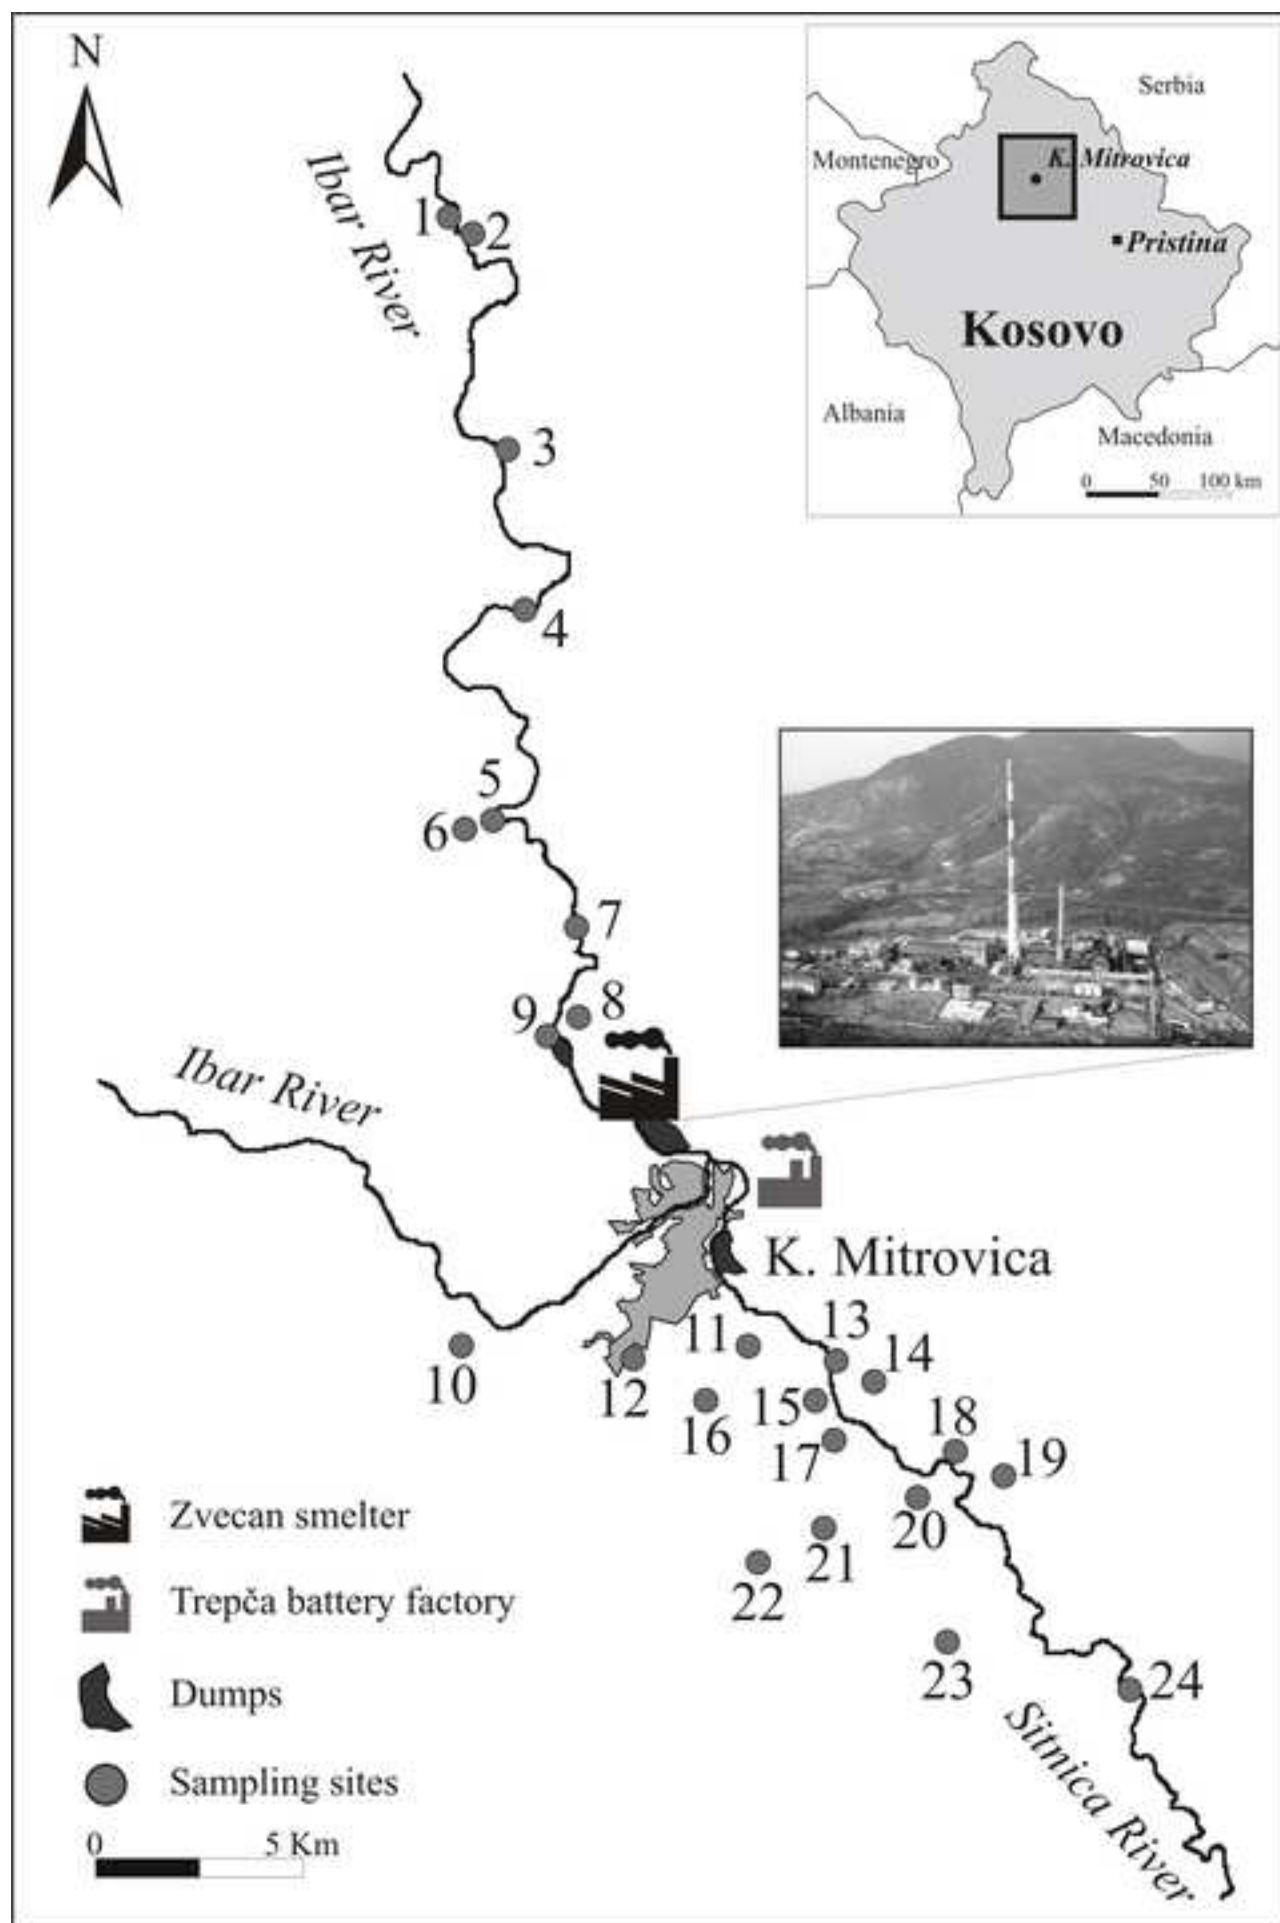 N
Ibar River
1
2
3
4
5
6
7
8
9
Ibar River
K. Mitrovica
10
11
12
13
14
15
16
17
18
19
20
21
22
23
24
Sitnica River
Serbia
Montenegro
K. Mitrovica
Pristina
Kosovo
Albania
Macedonia
0 50 100 km
Zvecan smelter
Trepča battery factory
Dumps
Sampling sites
0 5 Km